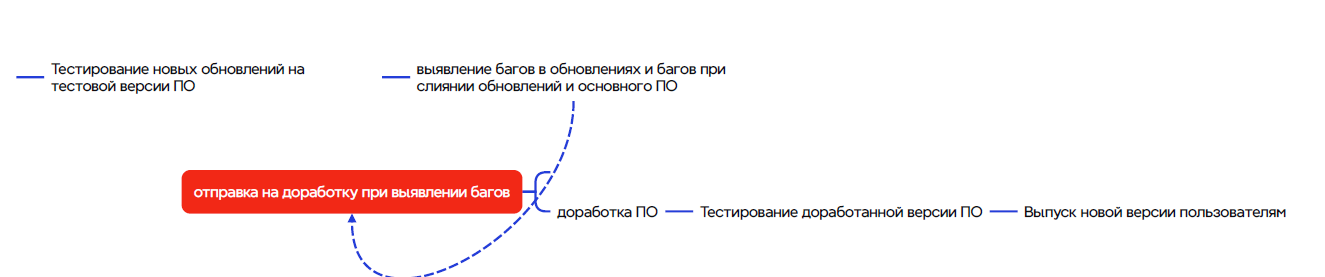 Тестирование новых обновлений на
тестовой версии ПО
выявление багов в обновлениях и багов при
слиянии обновлений и основного ПО
отправка на доработку при выявлении багов
доработка ПО
Тестирование доработанной версии ПО
Выпуск новой версии пользователям